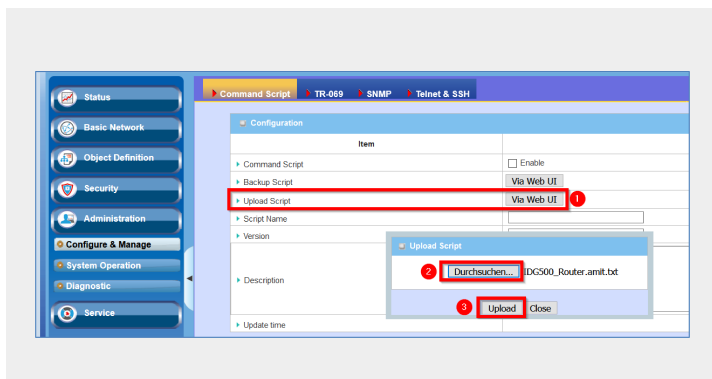 Status
Basic Network
Object Definition
Security
Administration
Configure & Manage
System Operation
Diagnostic
Service
Command Script TR-069 SNMP Telnet & SSH
Configuration
Item
Command Script Enable
Backup Script Via Web UI
Upload Script Via Web UI 1
Script Name
Version
Description
Update time
Upload Script
2 Durchsuchen... IDG500_Router.amit.txt
3 Upload Close